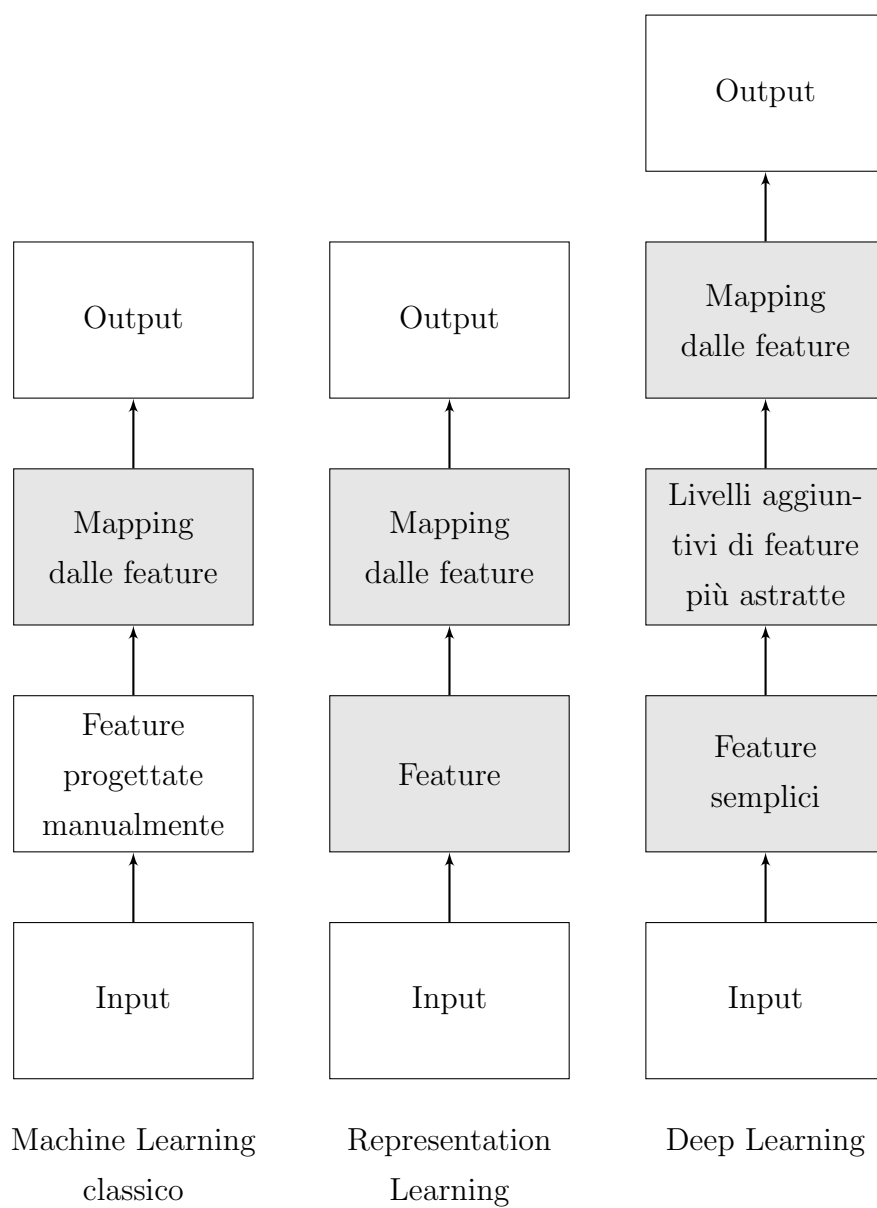 Output
Mapping
dalle feature
Feature
progettate
manualmente
Input
Machine Learning
classico
Output
Mapping
dalle feature
Feature
Input
Representation
Learning
Output
Mapping
dalle feature
Livelli aggiun-
tivi di feature
più astratte
Feature
semplici
Input
Deep Learning